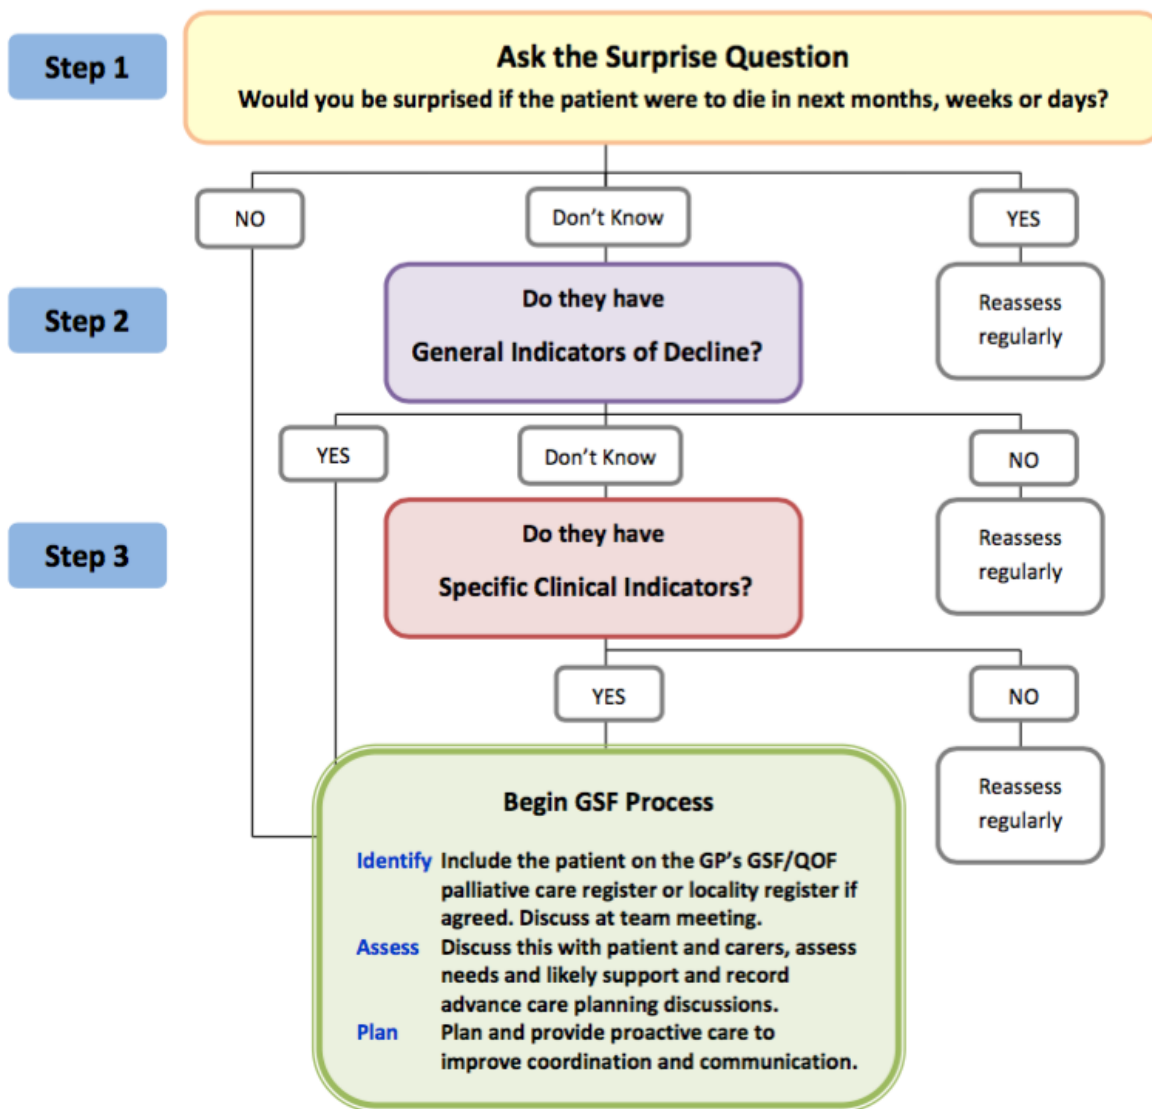 Step 1
Ask the Surprise Question
Would you be surprised if the patient were to die in next months, weeks or days?
NO
Don't Know
YES
Step 2
Do they have
General Indicators of Decline?
Reassess
regularly
YES
Don't Know
NO
Step 3
Do they have
Specific Clinical Indicators?
Reassess
regularly
YES
NO
Reassess
regularly
Begin GSF Process
Identify Include the patient on the GP's GSF/QOF
palliative care register or locality register if
agreed. Discuss at team meeting.
Assess Discuss this with patient and carers, assess
needs and likely support and record
advance care planning discussions.
Plan Plan and provide proactive care to
improve coordination and communication.